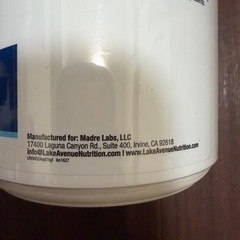 Manufactured for: Madre Labs, LLC
17400 Laguna Canyon Rd., Suite 400, Irvine, CA 92618
Info@LakeAvenueNutrition.com I www.LakeAvenueNutrition.com